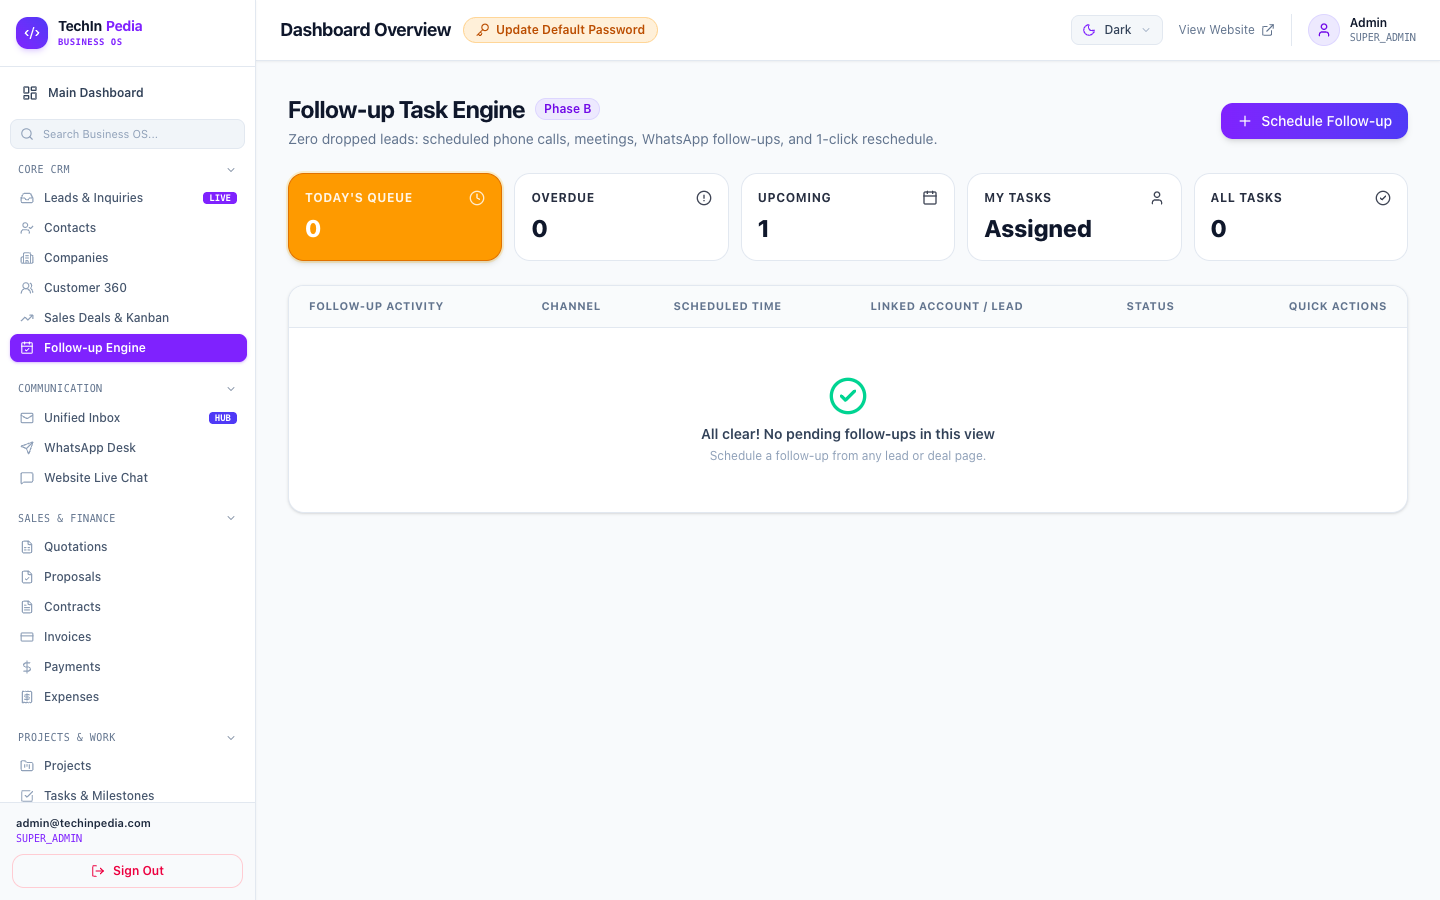 TechIn Pedia
BUSINESS OS
Main Dashboard
Search Business OS...
CORE CRM
Leads & Inquiries
LIVE
Contacts
Companies
Customer 360
Sales Deals & Kanban
Follow-up Engine
COMMUNICATION
Unified Inbox
HUB
WhatsApp Desk
Website Live Chat
SALES & FINANCE
Quotations
Proposals
Contracts
Invoices
Payments
Expenses
PROJECTS & WORK
Projects
Tasks & Milestones
admin@techinpedia.com
SUPER_ADMIN
Sign Out
Dashboard Overview
Update Default Password
Dark
View Website
Admin
SUPER_ADMIN
Follow-up Task Engine
Phase B
Zero dropped leads: scheduled phone calls, meetings, WhatsApp follow-ups, and 1-click reschedule.
Schedule Follow-up
TODAY'S QUEUE
0
OVERDUE
0
UPCOMING
1
MY TASKS
Assigned
ALL TASKS
0
FOLLOW-UP ACTIVITY
CHANNEL
SCHEDULED TIME
LINKED ACCOUNT / LEAD
STATUS
QUICK ACTIONS
All clear! No pending follow-ups in this view
Schedule a follow-up from any lead or deal page.